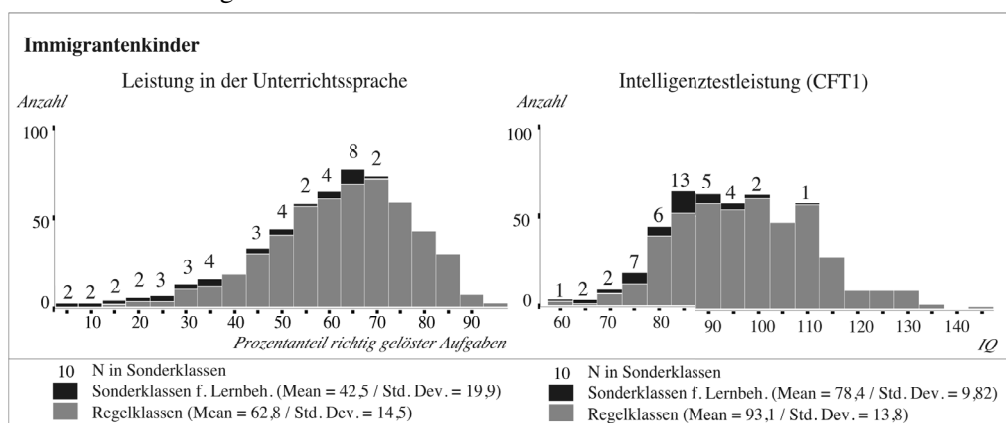 Immigrantenkinder
Leistung in der Unterrichtssprache
Anzahl
100
50
0
2 2 2 2 3 3 4 3 4 2 4 8 2
10 20 30 40 50 60 70 80 90
Prozentanteil richtig gelöster Aufgaben
10 N in Sonderklassen
Sonderklassen f. Lernbeh. (Mean = 42,5 / Std. Dev. = 19,9)
Regelklassen (Mean = 62,8 / Std. Dev. = 14,5)
Intelligenztestleistung (CFT1)
Anzahl
100
50
0
1 2 2 7 6 13 5 4 2 1
60 70 80 90 100 110 120 130 140
IQ
10 N in Sonderklassen
Sonderklassen f. Lernbeh. (Mean = 78,4 / Std. Dev. = 9,82)
Regelklassen (Mean = 93,1 / Std. Dev. = 13,8)